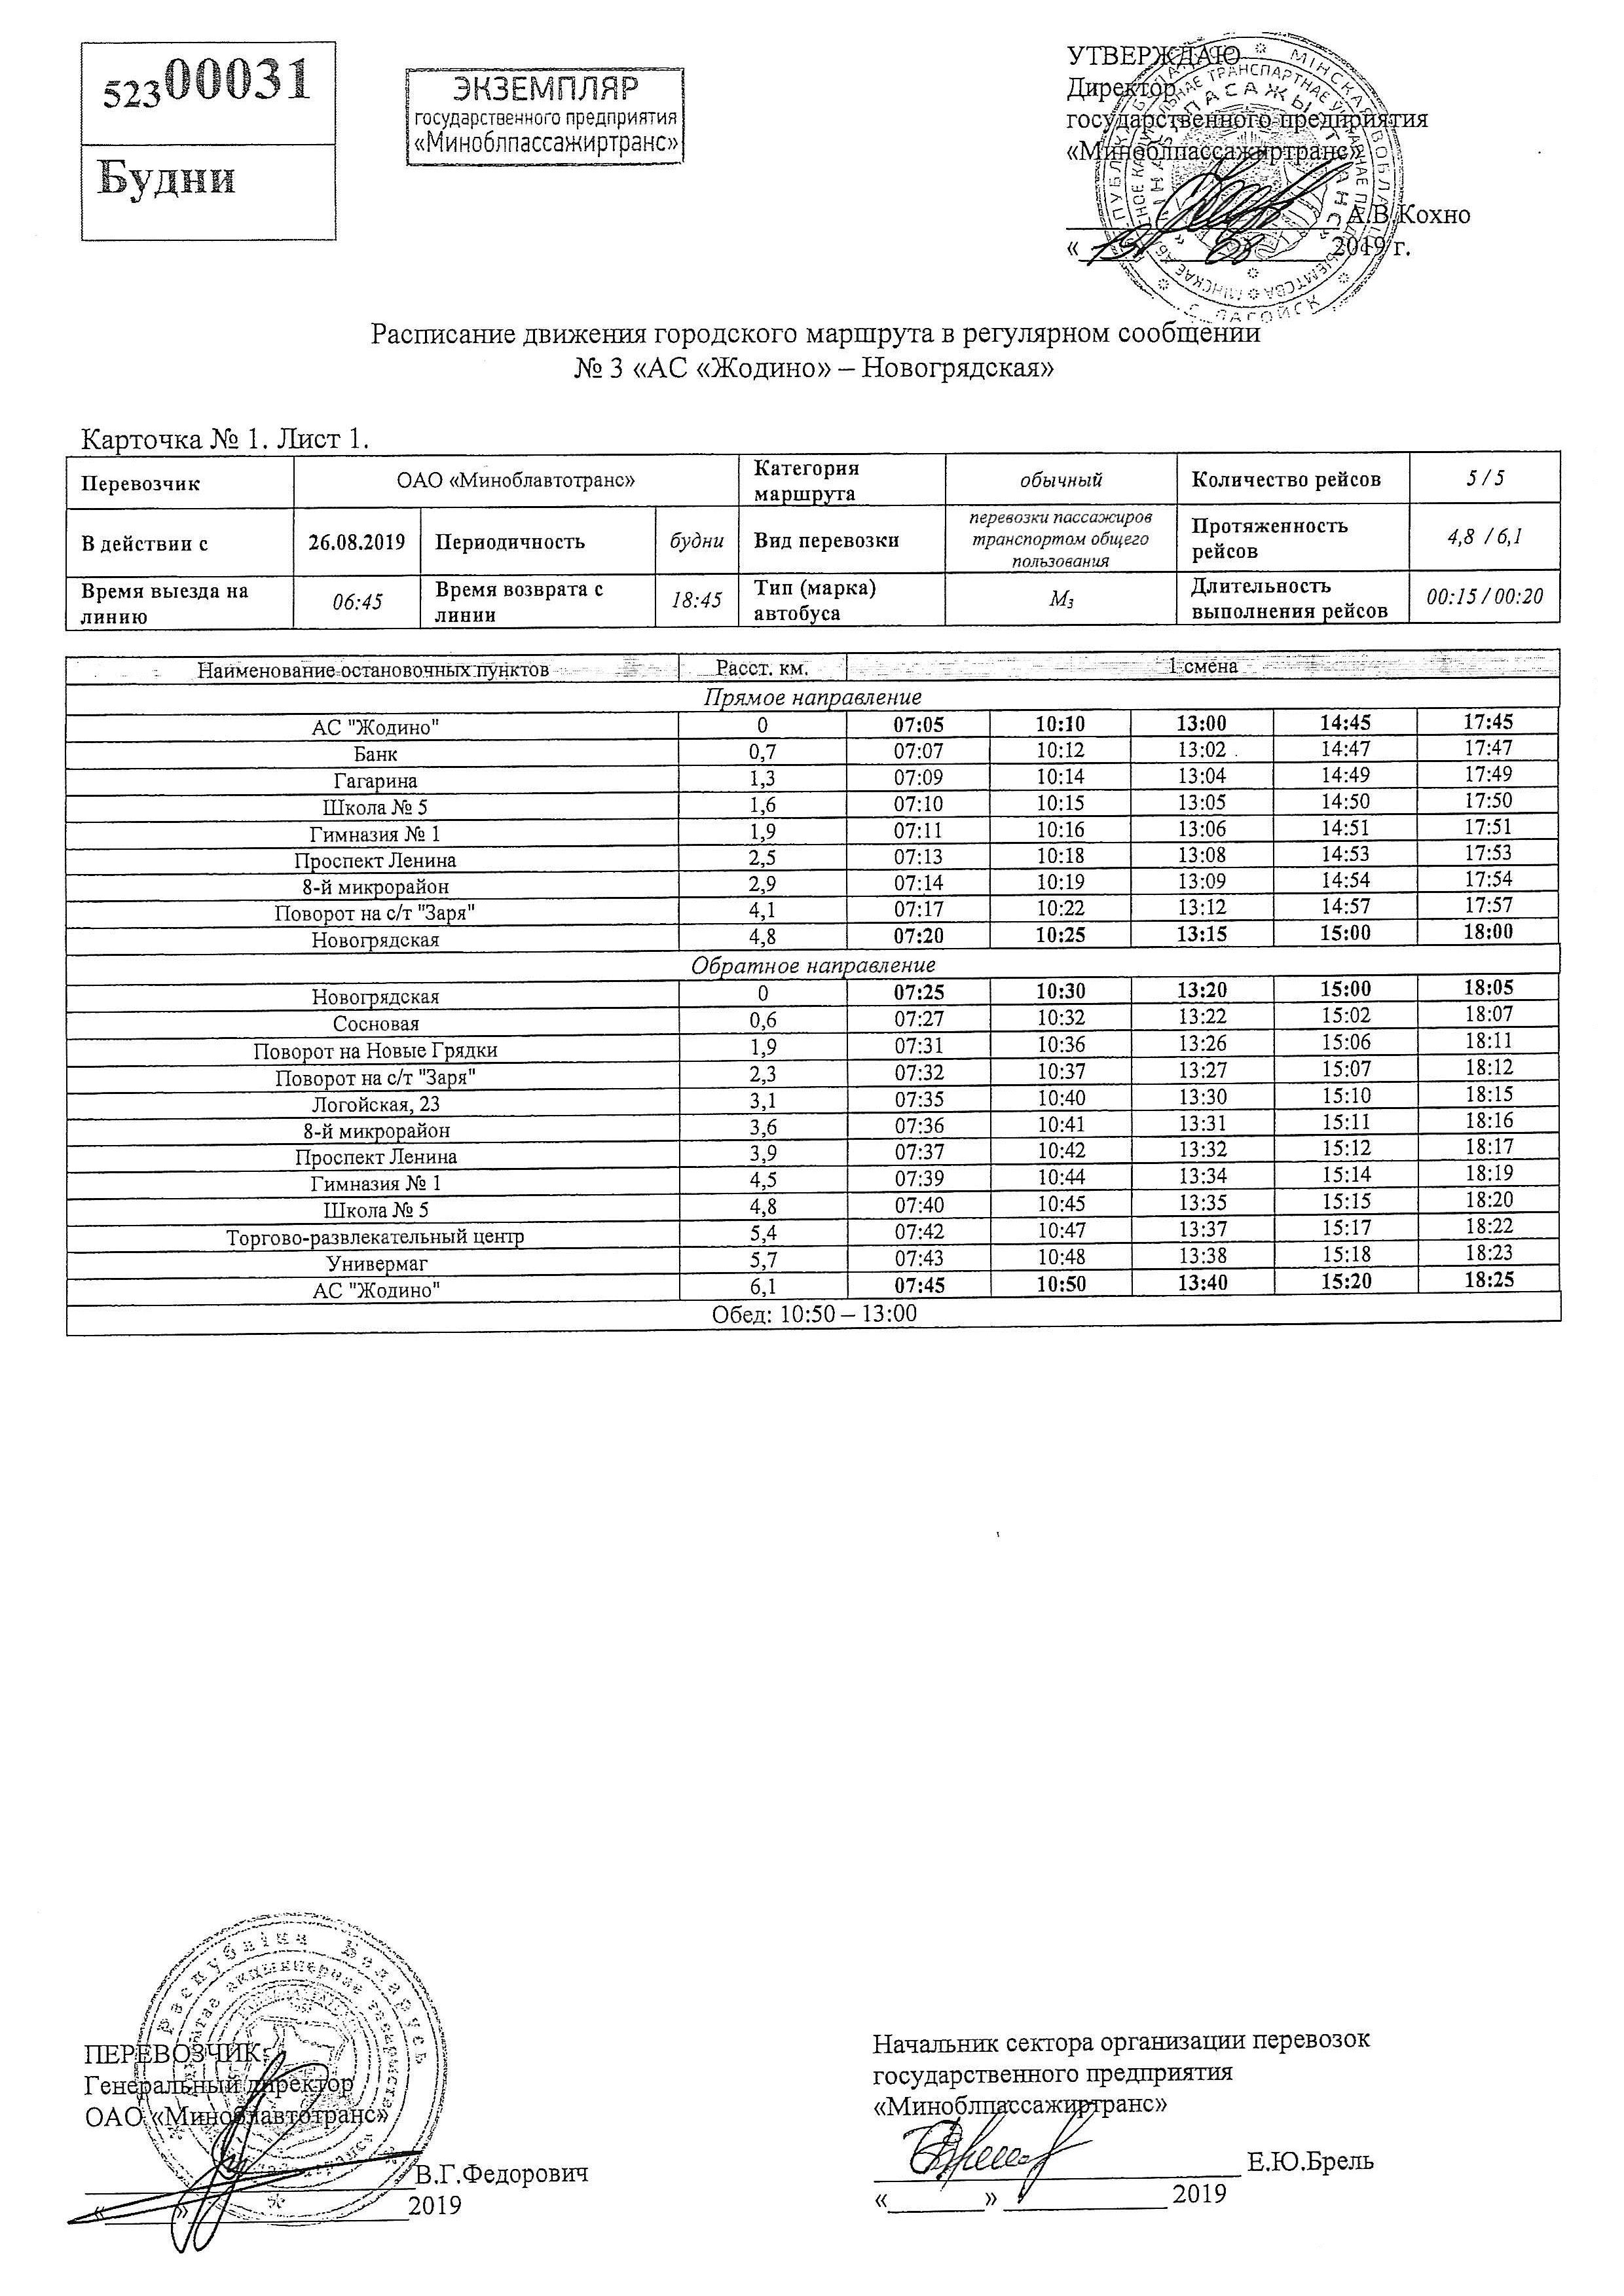 52300031
Будни
ЭКЗЕМПЛЯР
государственного предприятия
«Миноблпассажиртранс»
УТВЕРЖДАЮ
Директор
государственного предприятия
«Миноблпассажиртранс»
А.В.Кохно
2019 г.
Расписание движения городского маршрута в регулярном сообщении
№ 3 «АС «Жодино» – Новогрядская»
Карточка № 1. Лист 1.
Перевозчик ОАО «Миноблавтотранс» Категория маршрута обычный Количество рейсов 5 / 5
В действии с 26.08.2019 Периодичность будни Вид перевозки перевозки пассажиров транспортом общего пользования Протяженность рейсов 4,8 / 6,1
Время выезда на линию 06:45 Время возврата с линии 18:45 Тип (марка) автобуса М3 Длительность выполнения рейсов 00:15 / 00:20
Наименование остановочных пунктов Расст. км. 1 смена
Прямое направление
АС "Жодино" 0 07:05 10:10 13:00 14:45 17:45
Банк 0,7 07:07 10:12 13:02 14:47 17:47
Гагарина 1,3 07:09 10:14 13:04 14:49 17:49
Школа № 5 1,6 07:10 10:15 13:05 14:50 17:50
Гимназия № 1 1,9 07:11 10:16 13:06 14:51 17:51
Проспект Ленина 2,5 07:13 10:18 13:08 14:53 17:53
8-й микрорайон 2,9 07:14 10:19 13:09 14:54 17:54
Поворот на с/т "Заря" 4,1 07:17 10:22 13:12 14:57 17:57
Новогрядская 4,8 07:20 10:25 13:15 15:00 18:00
Обратное направление
Новогрядская 0 07:25 10:30 13:20 15:00 18:05
Сосновая 0,6 07:27 10:32 13:22 15:02 18:07
Поворот на Новые Грядки 1,9 07:31 10:36 13:26 15:06 18:11
Поворот на с/т "Заря" 2,3 07:32 10:37 13:27 15:07 18:12
Логойская, 23 3,1 07:35 10:40 13:30 15:10 18:15
8-й микрорайон 3,6 07:36 10:41 13:31 15:11 18:16
Проспект Ленина 3,9 07:37 10:42 13:32 15:12 18:17
Гимназия № 1 4,5 07:39 10:44 13:34 15:14 18:19
Школа № 5 4,8 07:40 10:45 13:35 15:15 18:20
Торгово-развлекательный центр 5,4 07:42 10:47 13:37 15:17 18:22
Универмаг 5,7 07:43 10:48 13:38 15:18 18:23
АС "Жодино" 6,1 07:45 10:50 13:40 15:20 18:25
Обед: 10:50 – 13:00
Рэспубліка Беларусь
ПЕРЕВОЗЧИК:
Генеральный директор
ОАО «Миноблавтотранс»
В.Г.Федорович
«» 2019
Начальник сектора организации перевозок
государственного предприятия
«Миноблпассажиртранс»
Е.Ю.Брель
«» 2019